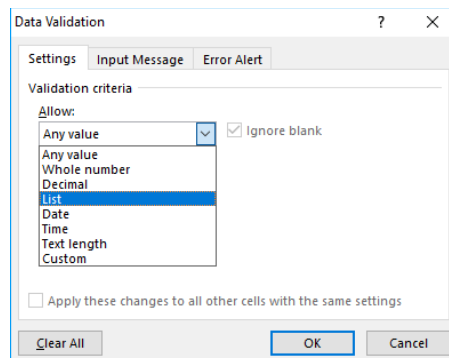 Data Validation ? ×
Settings Input Message Error Alert
Validation criteria
Allow:
Any value Ignore blank
Any value
Whole number
Decimal
List
Date
Time
Text length
Custom
Apply these changes to all other cells with the same settings
Clear All OK Cancel